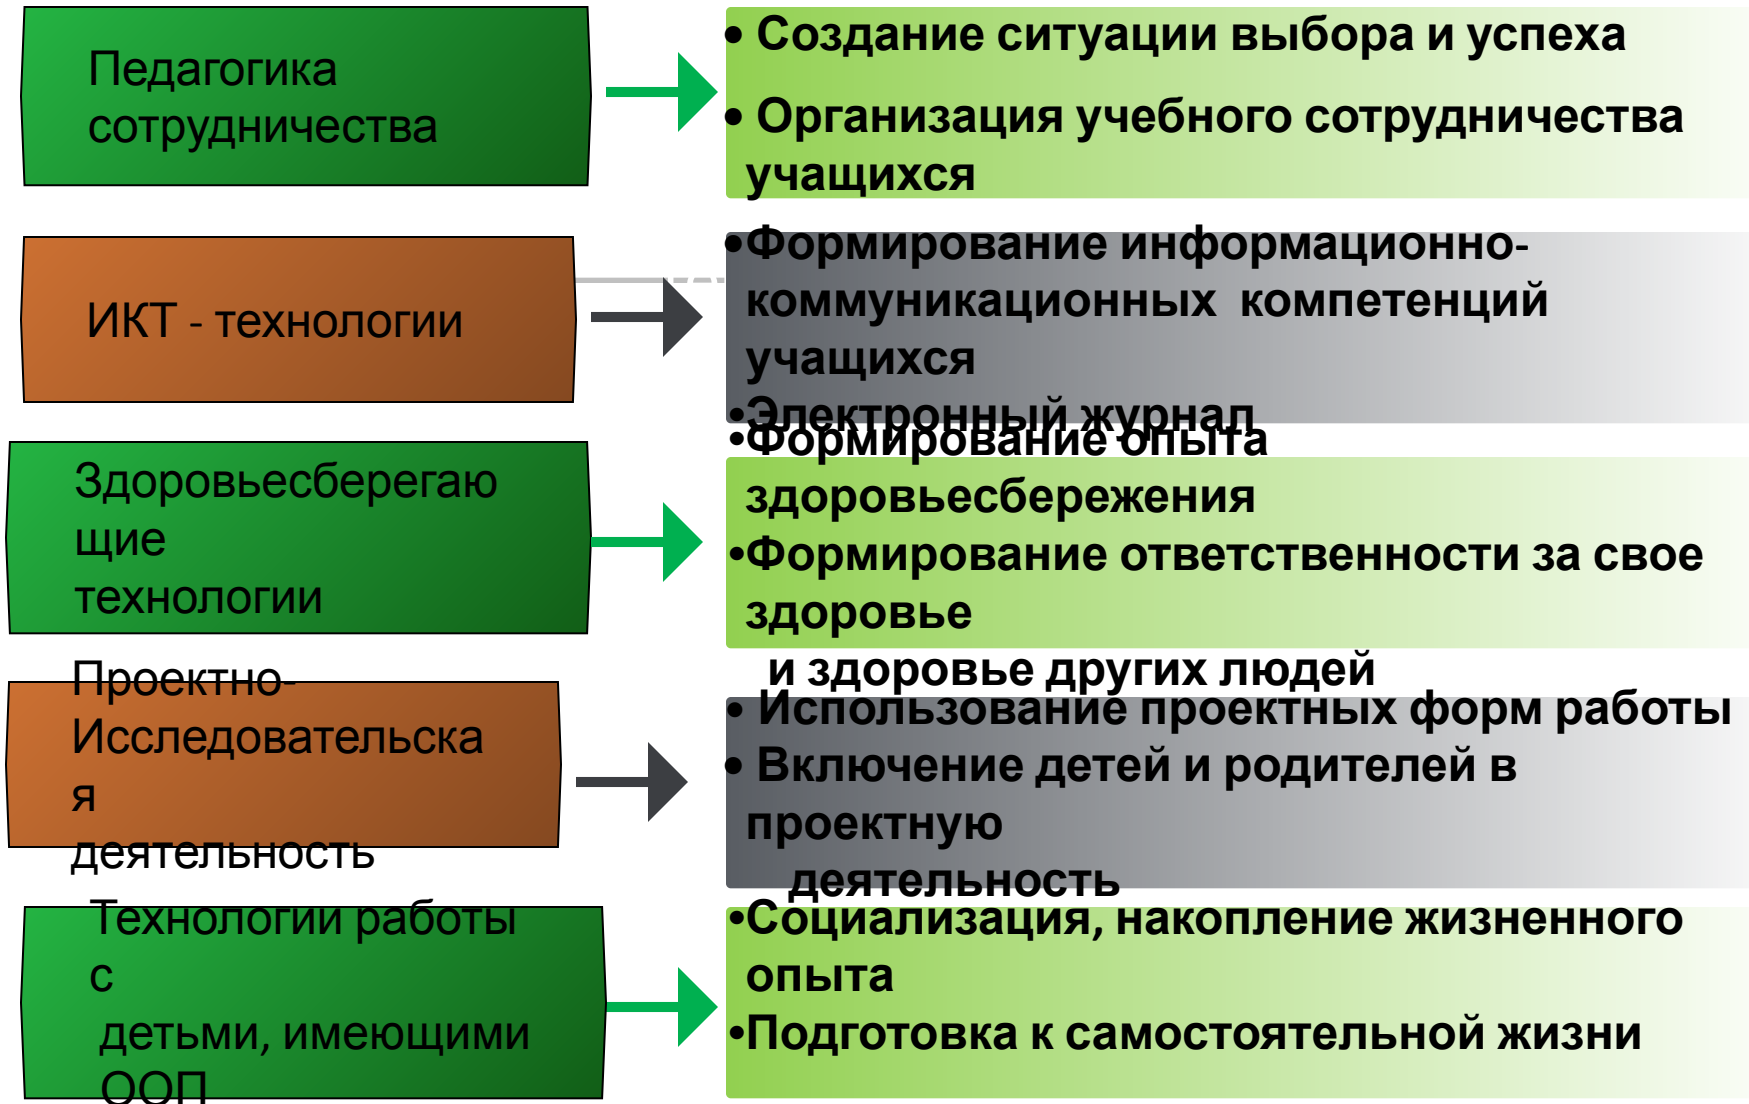 Педагогика
сотрудничества
• Создание ситуации выбора и успеха
• Организация учебного сотрудничества
учащихся
ИКТ - технологии
•Формирование информационно-
коммуникационных компетенций
учащихся
•Электронный журнал
Здоровьесберегаю
щие
технологии
•Формирование опыта
здоровьесбережения
•Формирование ответственности за свое
здоровье
и здоровье других людей
Проектно-
Исследовательска
я
деятельность
• Использование проектных форм работы
• Включение детей и родителей в
проектную
деятельность
Технологии работы
с
детьми, имеющими
ООП
•Социализация, накопление жизненного
опыта
•Подготовка к самостоятельной жизни